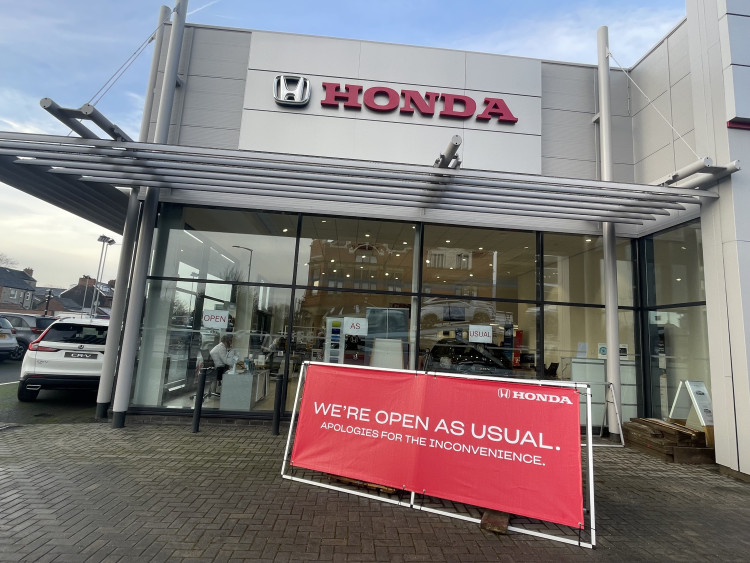 HONDA
OPEN
AS
USUAL
CR-V
HONDA
WE'RE OPEN AS USUAL.
APOLOGIES FOR THE INCONVENIENCE.